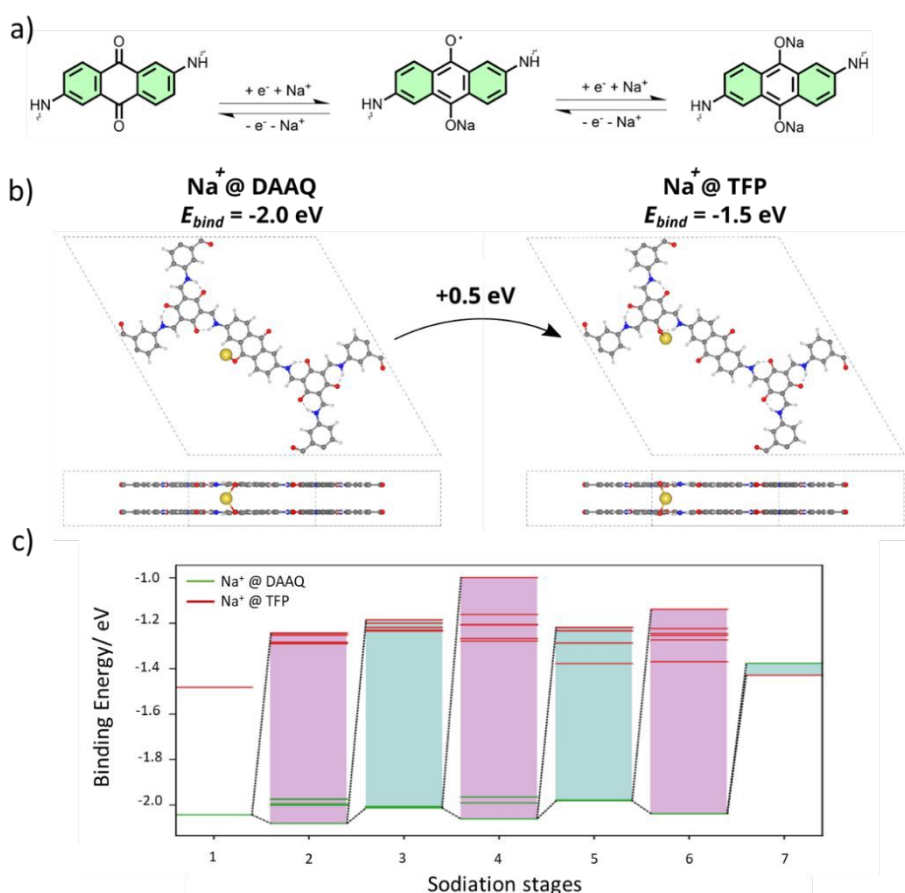 a)
O
NH
HN
O
+ e⁻ + Na⁺
- e⁻ - Na⁺
O•
NH
HN
ONa
+ e⁻ + Na⁺
- e⁻ - Na⁺
ONa
NH
HN
ONa
b)
Na⁺@ DAAQ
E_bind = -2.0 eV
Na⁺@ TFP
E_bind = -1.5 eV
+0.5 eV
c)
Na⁺ @ DAAQ
Na⁺ @ TFP
Binding Energy/ eV
-1.0
-1.2
-1.4
-1.6
-1.8
-2.0
1 2 3 4 5 6 7
Sodiation stages